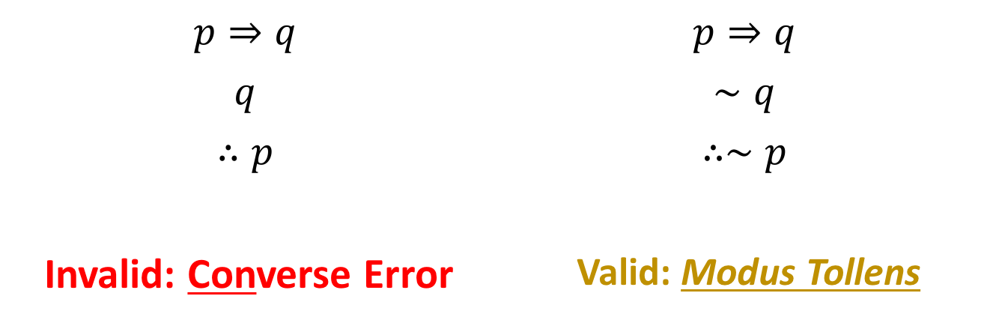 p ⇒ q
q
∴ p
Invalid: Converse Error
p ⇒ q
~ q
∴~ p
Valid: Modus Tollens